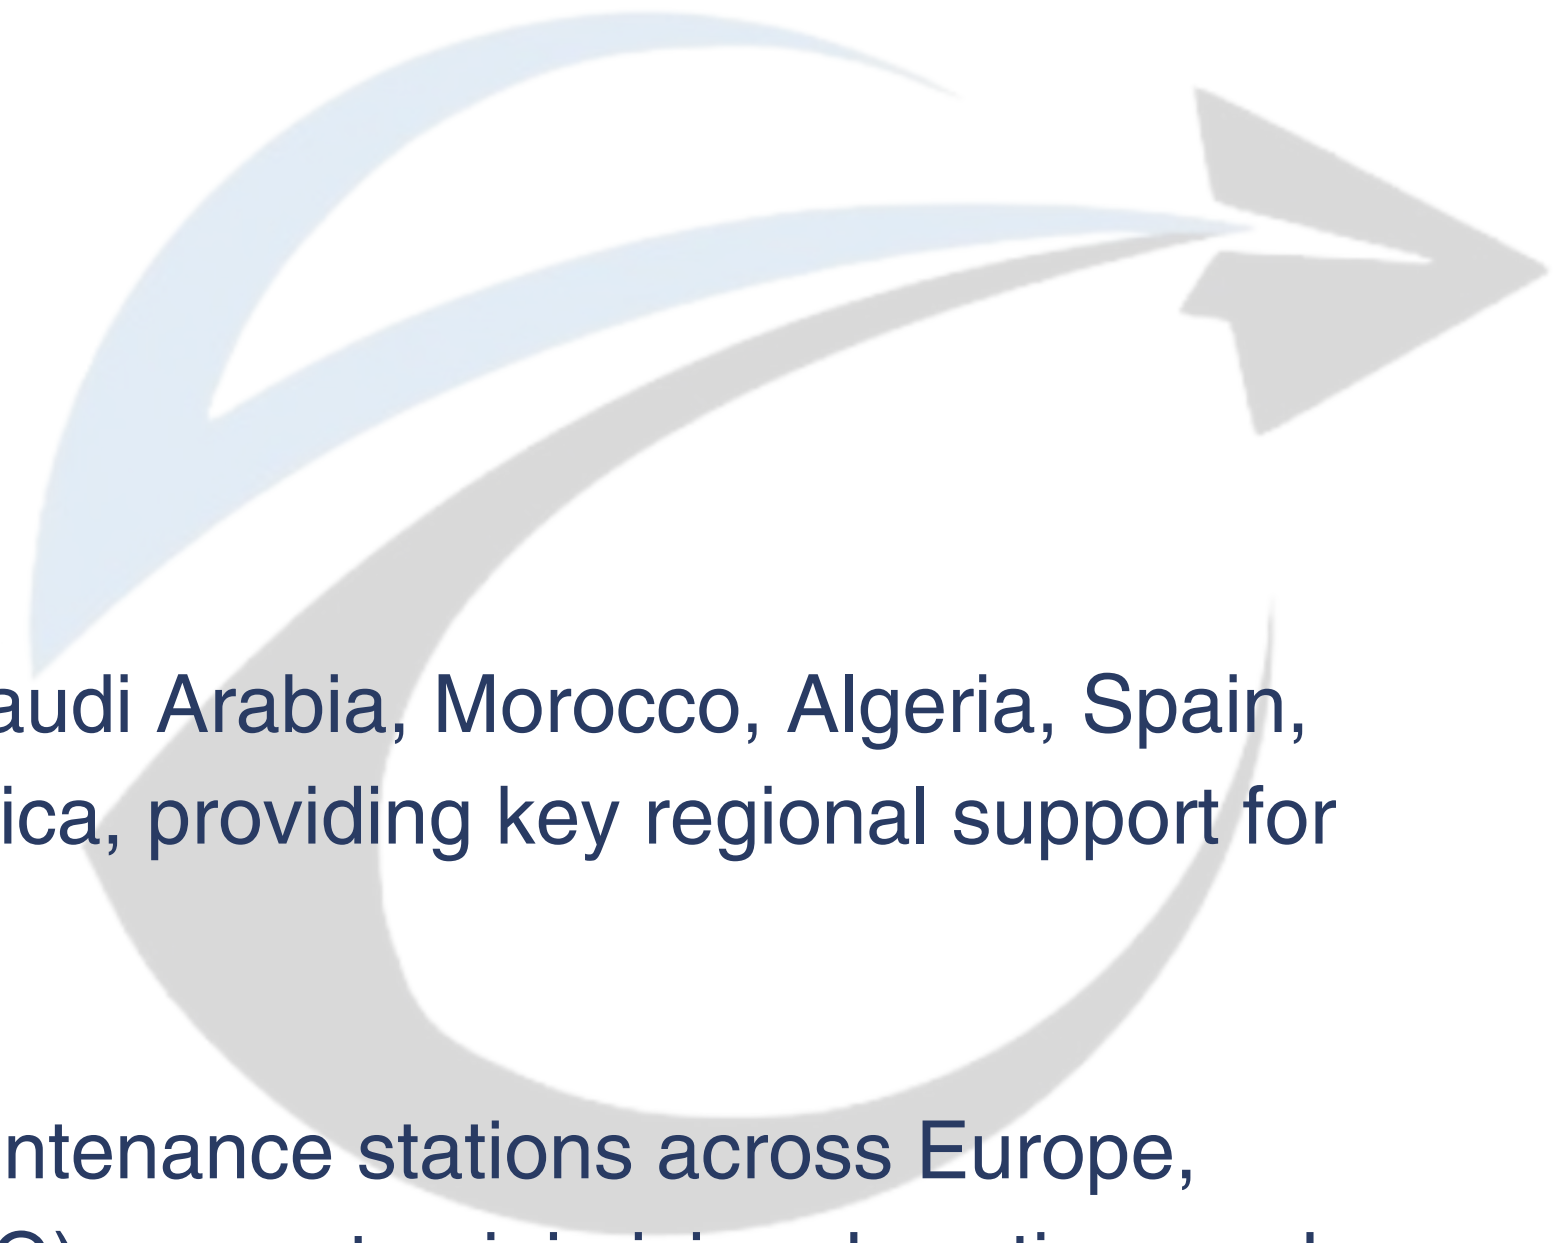 audi Arabia, Morocco, Algeria, Spain,
ica, providing key regional support for
ntenance stations across Europe,